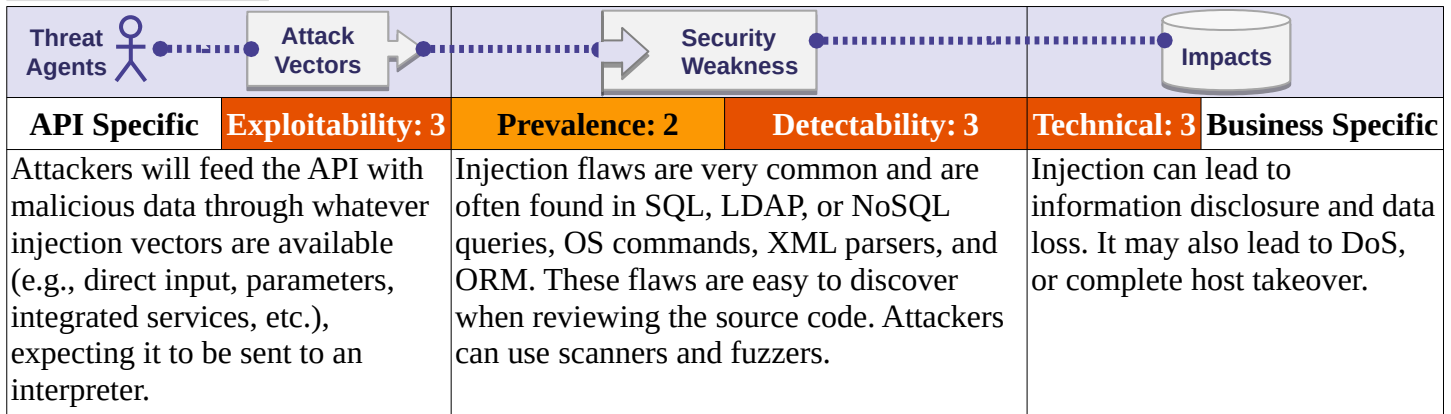 Threat
Agents
Attack
Vectors
Security
Weakness
Impacts
API Specific
Exploitability: 3
Prevalence: 2
Detectability: 3
Technical: 3
Business Specific
Attackers will feed the API with
malicious data through whatever
injection vectors are available
(e.g., direct input, parameters,
integrated services, etc.),
expecting it to be sent to an
interpreter.
Injection flaws are very common and are
often found in SQL, LDAP, or NoSQL
queries, OS commands, XML parsers, and
ORM. These flaws are easy to discover
when reviewing the source code. Attackers
can use scanners and fuzzers.
Injection can lead to
information disclosure and data
loss. It may also lead to DoS,
or complete host takeover.